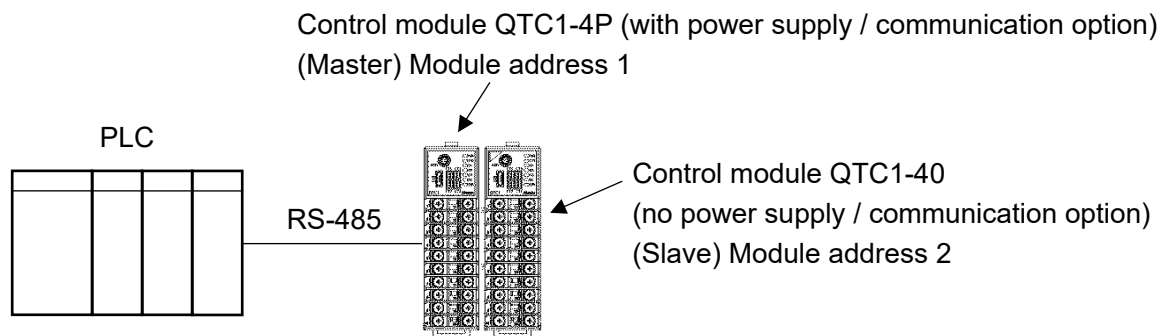 Control module QTC1-4P (with power supply / communication option)
(Master) Module address 1
PLC
RS-485
Control module QTC1-40
(no power supply / communication option)
(Slave) Module address 2